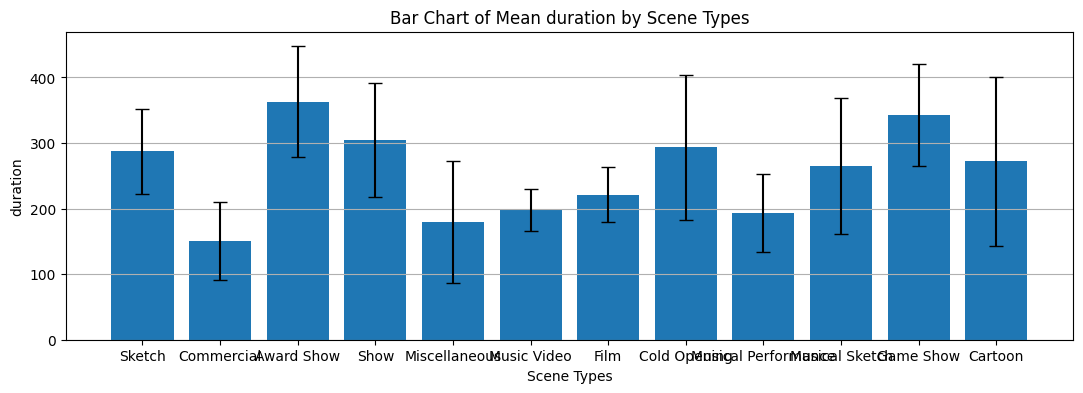 Bar Chart of Mean duration by Scene Types
duration
400
300
200
100
0
Sketch Commercial Award Show Show Miscellaneous Music Video Film Cold Opening Musical Performance Musical Sketch Game Show Cartoon
Scene Types